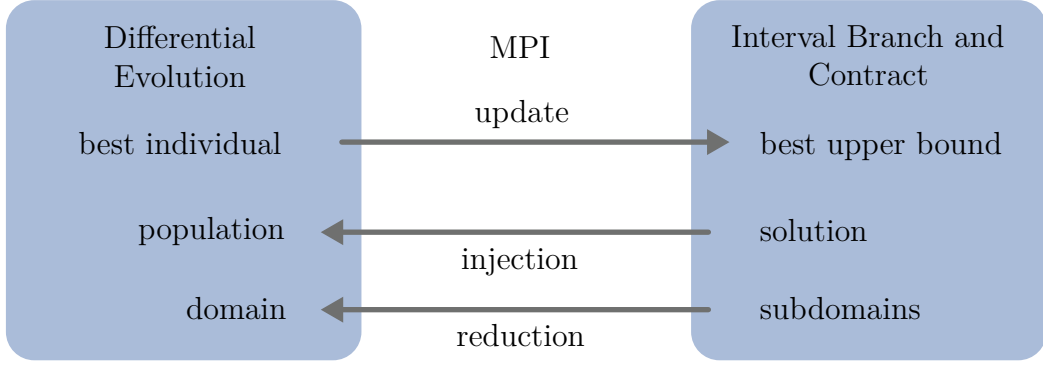 Differential
Evolution
MPI
Interval Branch and
Contract
update
best individual
best upper bound
population
solution
injection
domain
subdomains
reduction